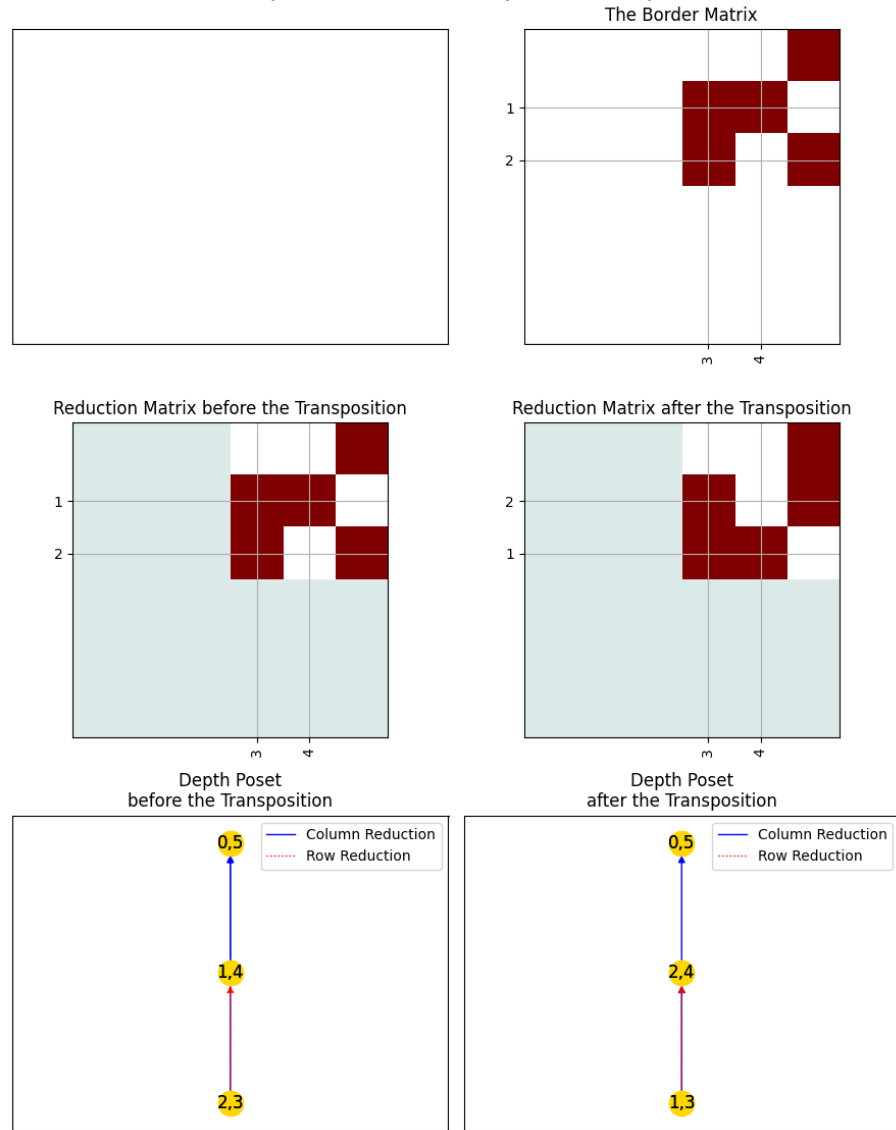 The Border Matrix
1
2
3
4
Reduction Matrix before the Transposition
1
2
3
4
Reduction Matrix after the Transposition
2
1
3
4
Depth Poset
before the Transposition
Column Reduction
Row Reduction
0,5
1,4
2,3
Depth Poset
after the Transposition
Column Reduction
Row Reduction
0,5
2,4
1,3